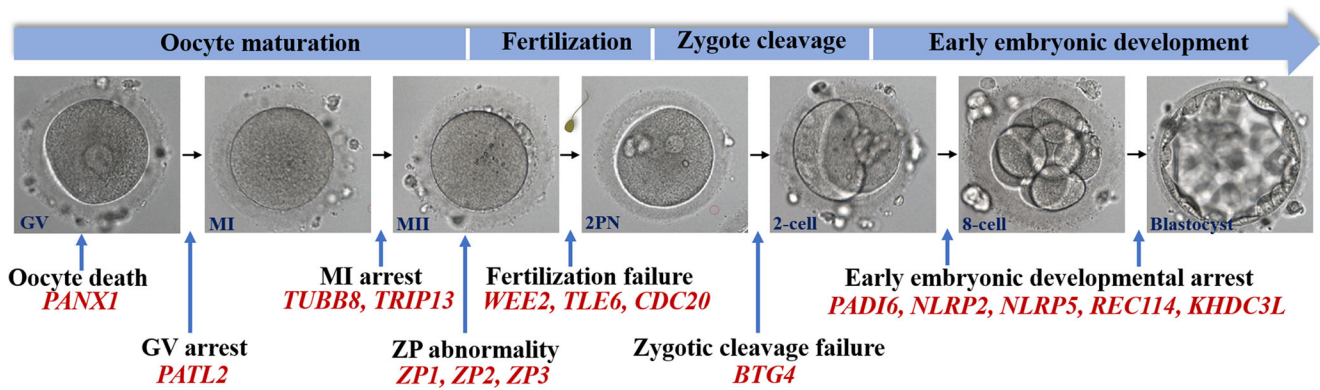 Oocyte maturation
Fertilization
Zygote cleavage
Early embryonic development
GV
MI
MII
2PN
2-cell
8-cell
Blastocyst
Oocyte death
PANX1
MI arrest
TUBB8, TRIP13
Fertilization failure
WEE2, TLE6, CDC20
Early embryonic developmental arrest
PADI6, NLRP2, NLRP5, REC114, KHDC3L
GV arrest
PATL2
ZP abnormality
ZP1, ZP2, ZP3
Zygotic cleavage failure
BTG4